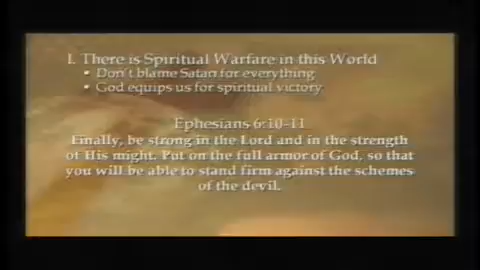 I. There is Spiritual Warfare in this World
• Don't blame Satan for everything
• God equips us for spiritual victory
Ephesians 6:10-11
Finally, be strong in the Lord and in the strength
of His might. Put on the full armor of God, so that
you will be able to stand firm against the schemes
of the devil.